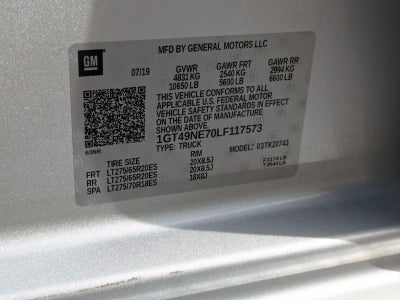 GM
MFD BY GENERAL MOTORS LLC
07/19
GVWR GAWR FRT GAWR RR
4831 KG 2540 KG 2994 KG
10650 LB 5600 LB 6600 LB
THIS VEHICLE CONFORMS TO ALL
APPLICABLE U.S. FEDERAL MOTOR
VEHICLE SAFETY STANDARDS IN EFFECT
ON THE DATE OF MANUFACTURE
SHOWN ABOVE.
1GT49NE70LF117573
TYPE: TRUCK MODEL: 03TK20743
TIRE SIZE RIM
FRT LT275/65R20ES 20X8.5J
RR LT275/65R20ES 20X8.5J
SPA LT275/70R18ES 18X8J